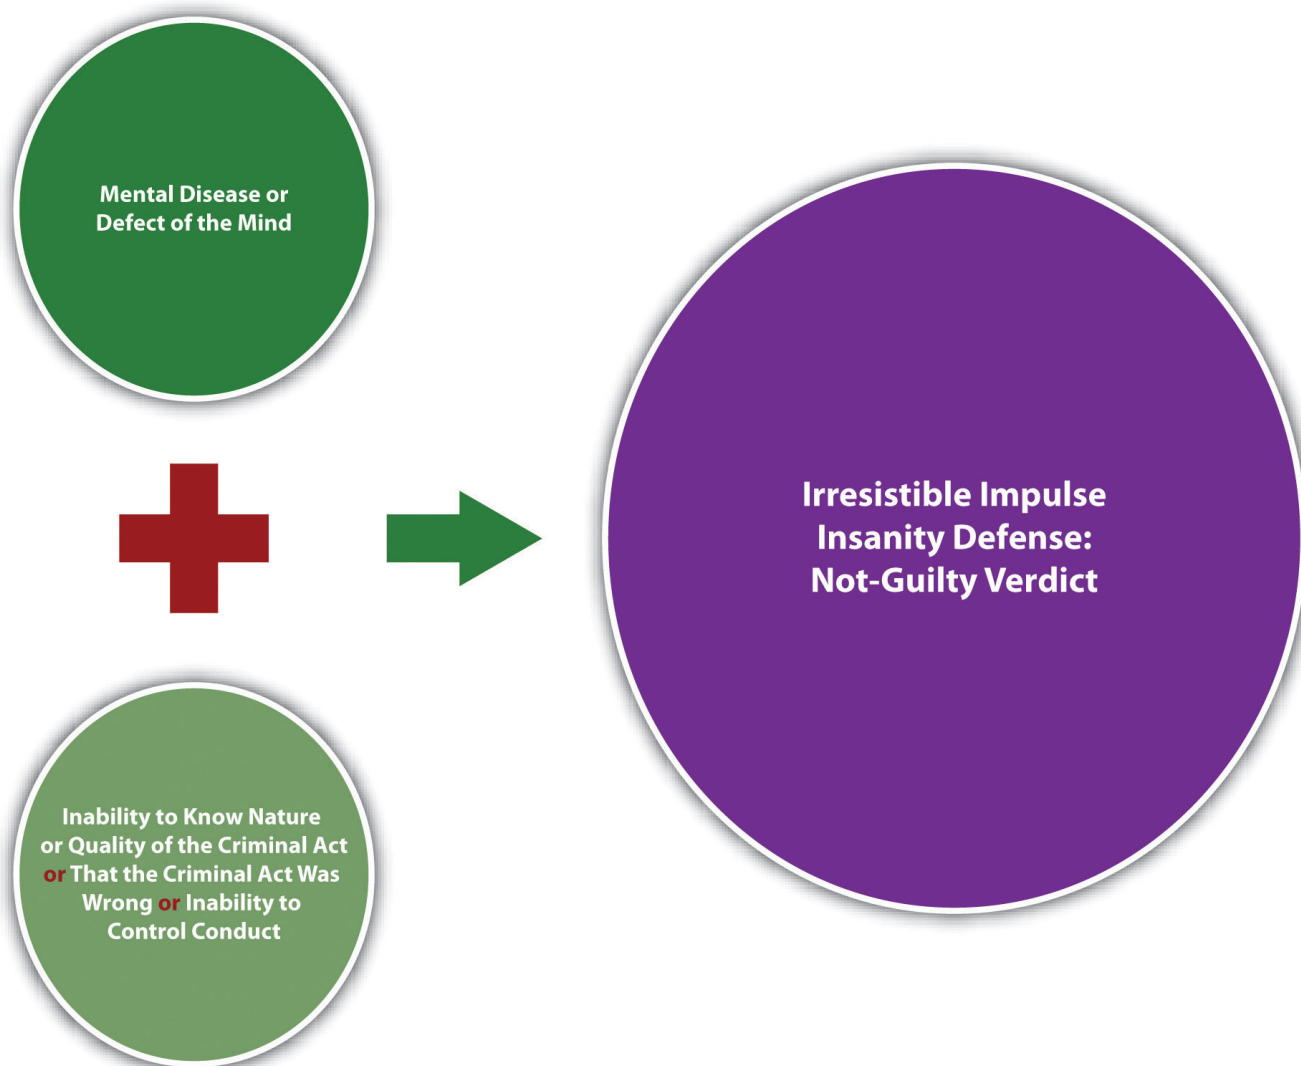 Mental Disease or
Defect of the Mind
Inability to Know Nature
or Quality of the Criminal Act
or That the Criminal Act Was
Wrong or Inability to
Control Conduct
Irresistible Impulse
Insanity Defense:
Not-Guilty Verdict